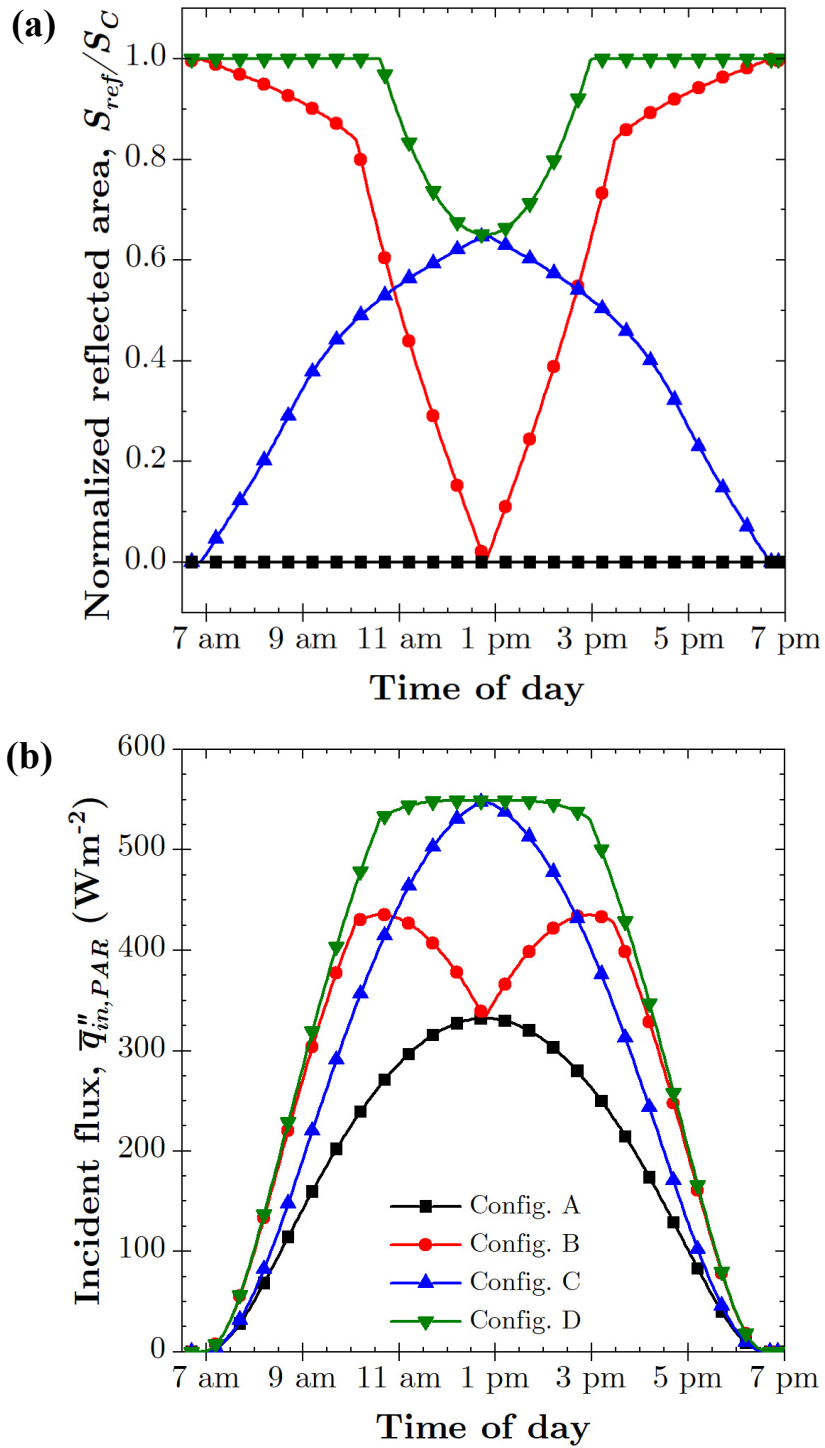 (a)
Normalized reflected area, S_ref/S_C
1.0
0.8
0.6
0.4
0.2
0.0
7 am 9 am 11 am 1 pm 3 pm 5 pm 7 pm
Time of day
(b)
Incident flux, q̅″_in,PAR (Wm⁻²)
600
500
400
300
200
100
0
Config. A
Config. B
Config. C
Config. D
7 am 9 am 11 am 1 pm 3 pm 5 pm 7 pm
Time of day